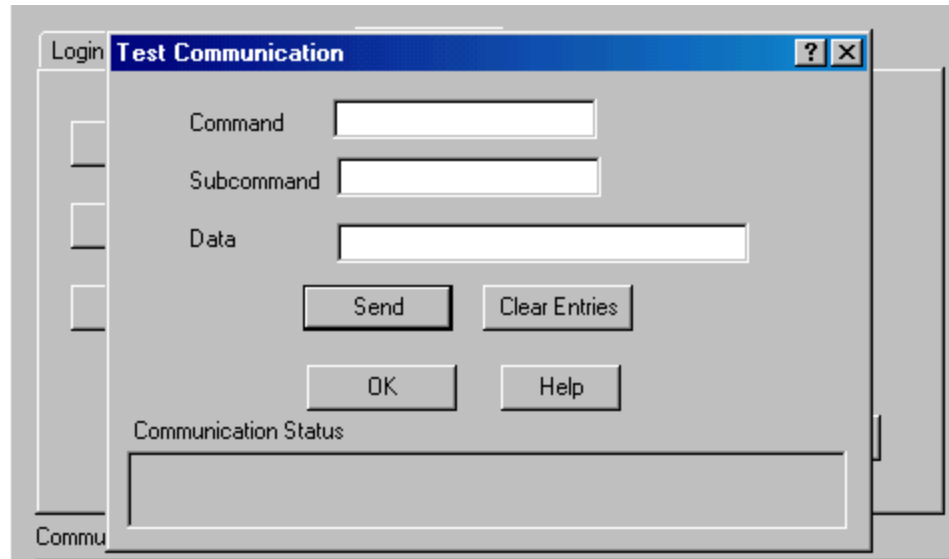 Login
Test Communication
Command
Subcommand
Data
Send Clear Entries
OK Help
Communication Status
Commu